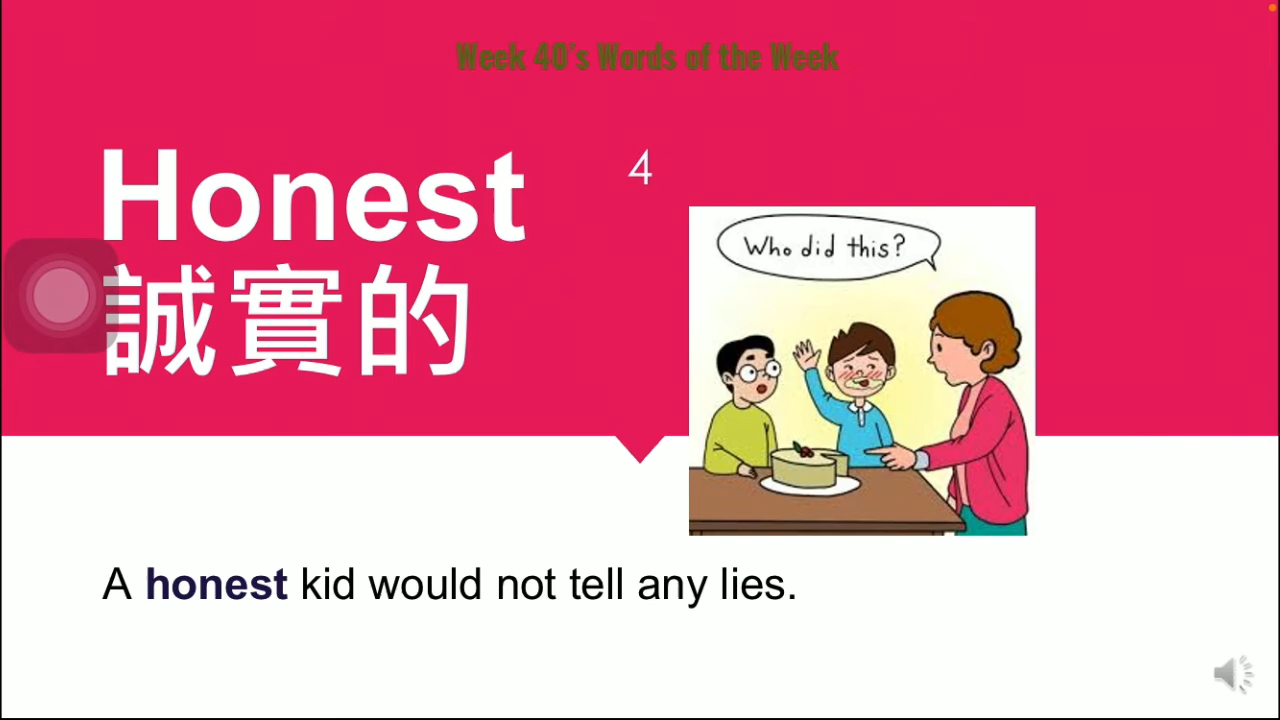 Week 40's Words of the Week
Honest
4
誠實的
Who did this?
A honest kid would not tell any lies.